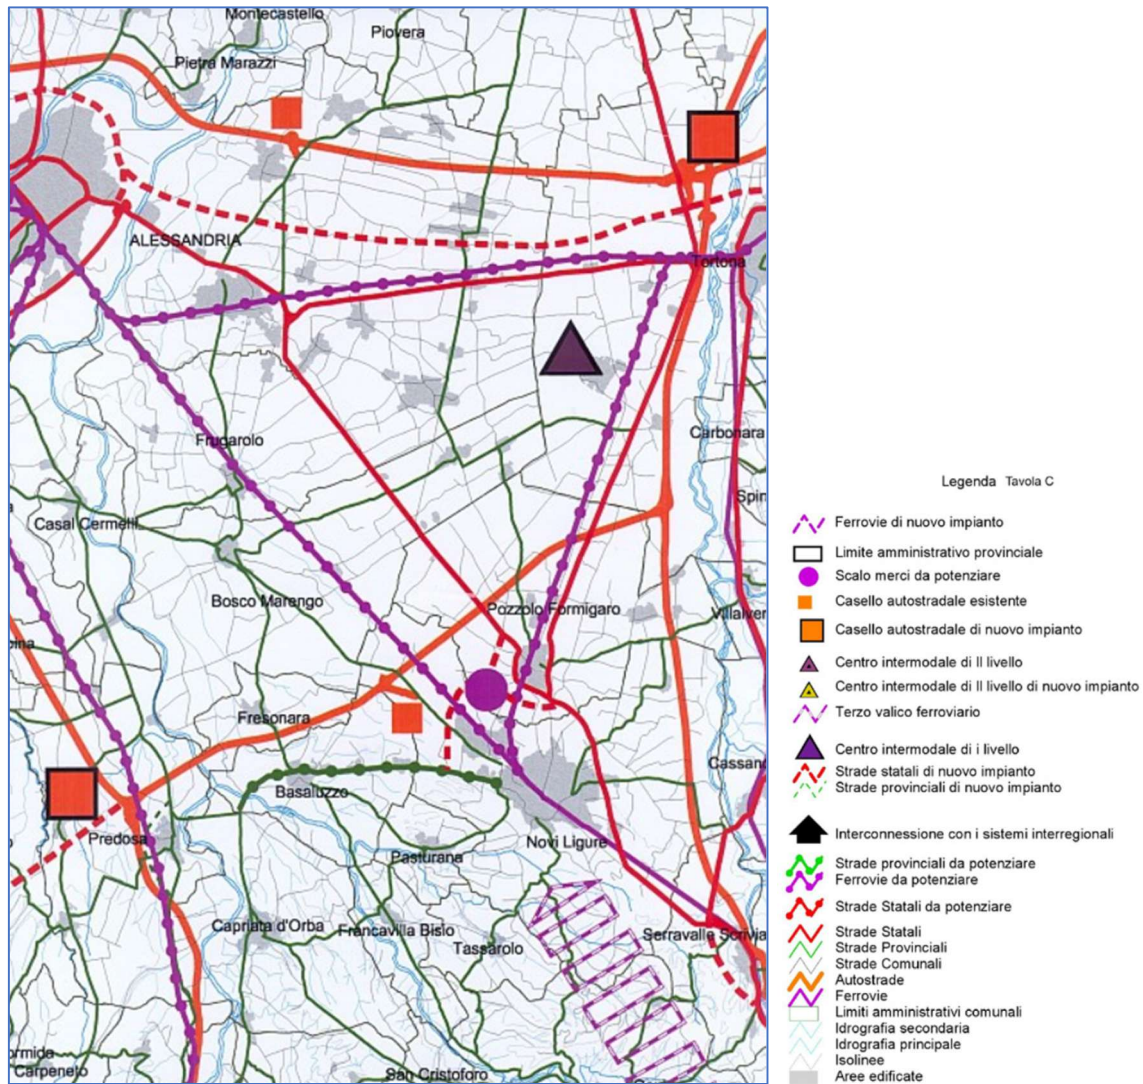 Montecastello
Piovera
Pietra Marazzi
ALESSANDRIA
Tortona
Frugarolo
Carbonara
Spin
Casal Cermelli
Bosco Marengo
Pozzolo Formigaro
Villalver
Fresonara
Cassano
Basaluzzo
Predosa
Novi Ligure
Pasturana
Capriata d'Orba
Francavilla Bisio
Tassarolo
Serravalle Scrivia
Carpeneto
San Cristoforo
Legenda Tavola C
Ferrovie di nuovo impianto
Limite amministrativo provinciale
Scalo merci da potenziare
Casello autostradale esistente
Casello autostradale di nuovo impianto
Centro intermodale di II livello
Centro intermodale di II livello di nuovo impianto
Terzo valico ferroviario
Centro intermodale di i livello
Strade statali di nuovo impianto
Strade provinciali di nuovo impianto
Interconnessione con i sistemi interregionali
Strade provinciali da potenziare
Ferrovie da potenziare
Strade Statali da potenziare
Strade Statali
Strade Provinciali
Strade Comunali
Autostrade
Ferrovie
Limiti amministrativi comunali
Idrografia secondaria
Idrografia principale
Isolinee
Aree edificate